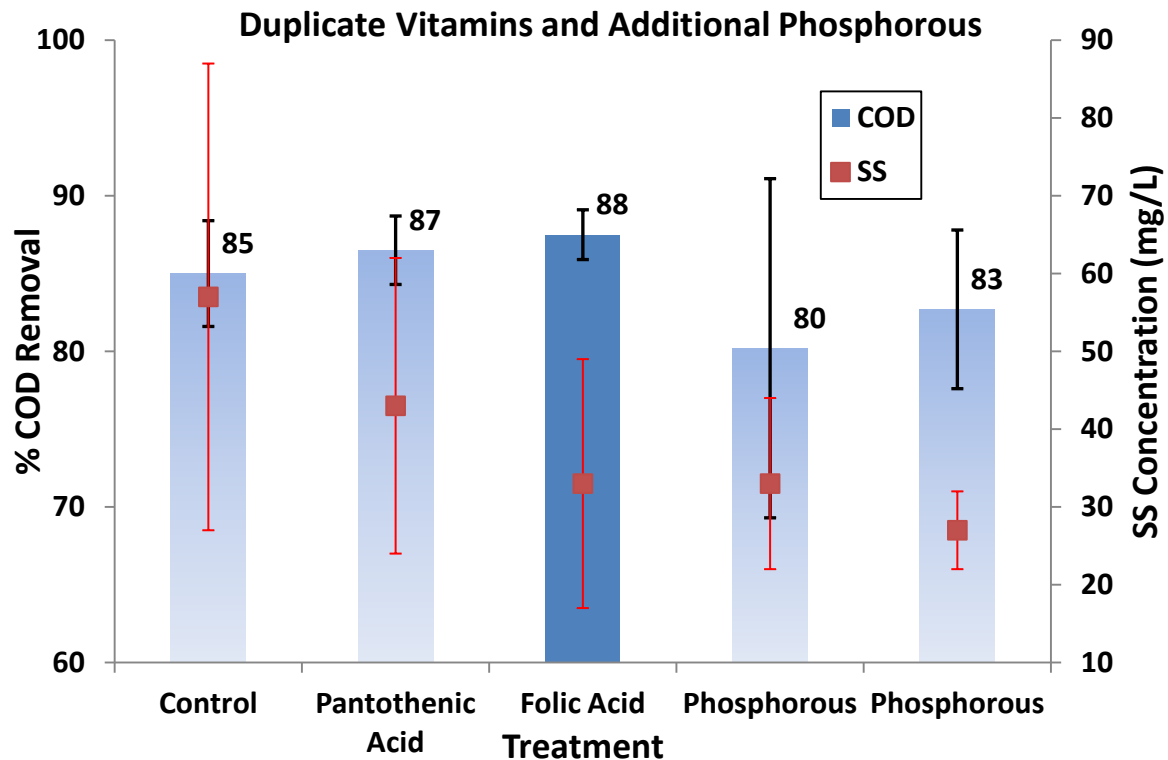 Duplicate Vitamins and Additional Phosphorous
100
90
80
70
60
% COD Removal
90
80
70
60
50
40
30
20
10
SS Concentration (mg/L)
COD
SS
85
87
88
80
83
Control
Pantothenic
Acid
Folic Acid
Phosphorous
Phosphorous
Treatment